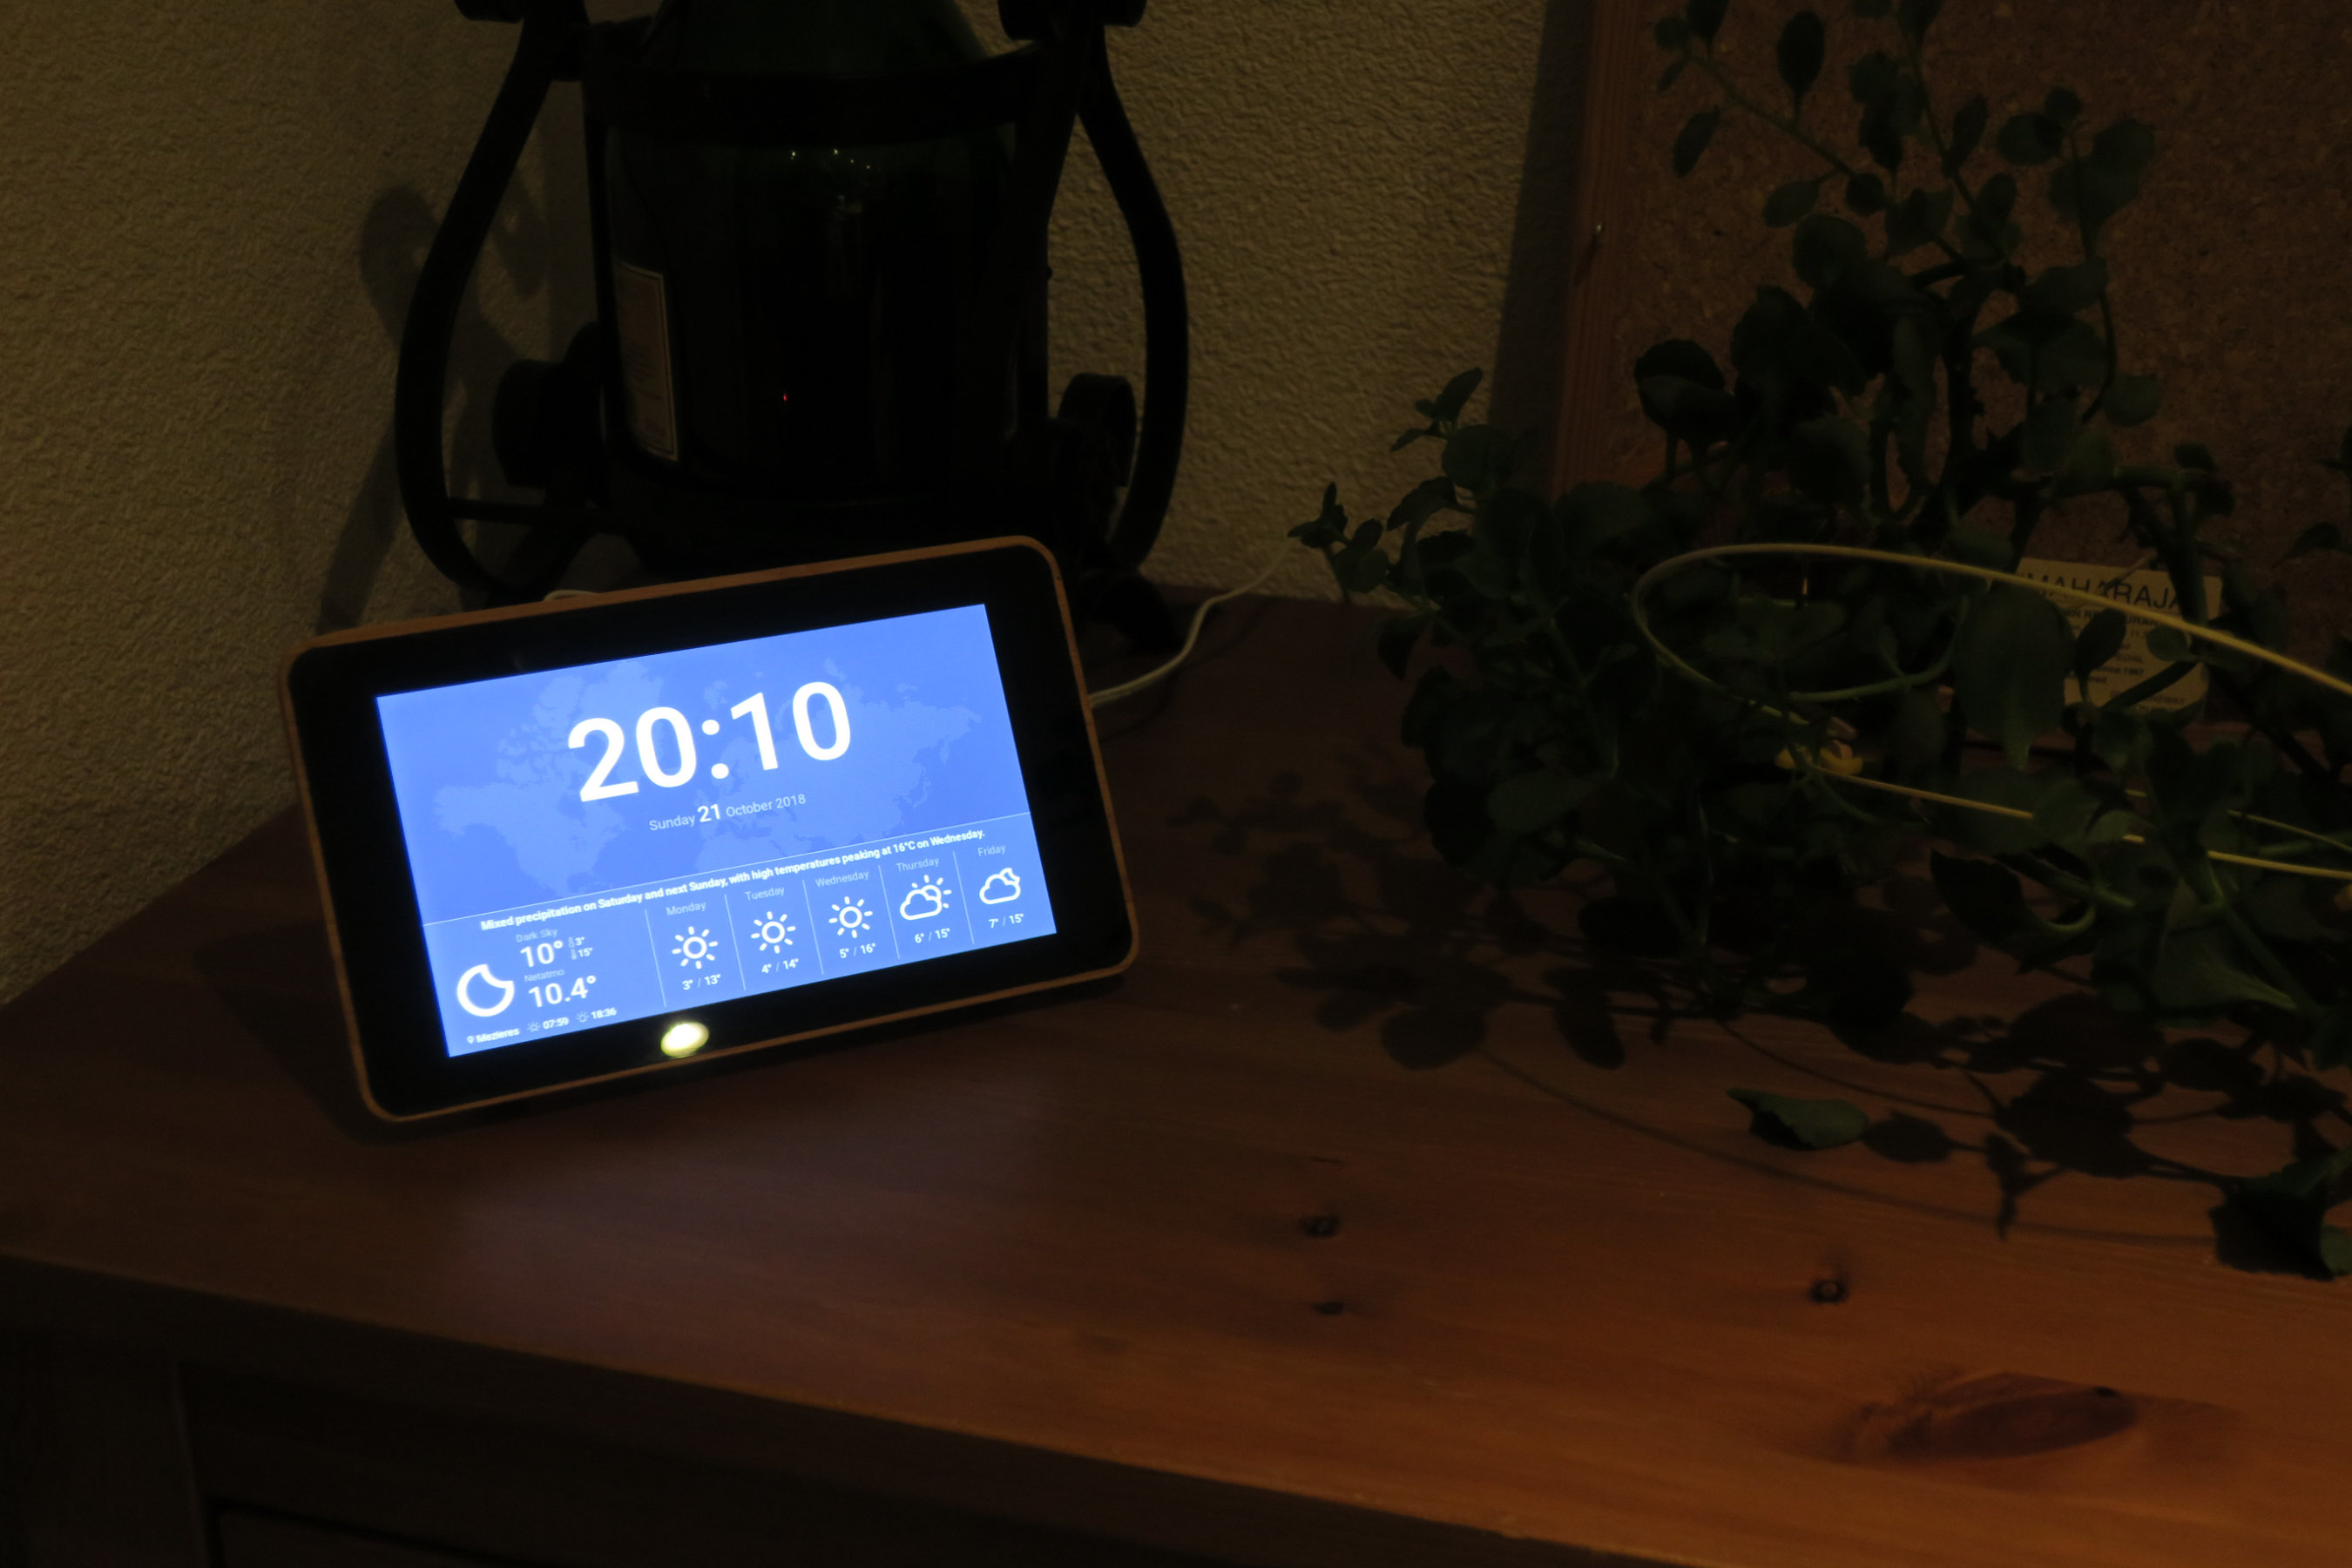 20:10
Sunday 21 October 2018
Mixed precipitation on Saturday and next Sunday, with high temperatures peaking at 16°C on Wednesday.
Dark Sky
10° 3°
15°
Netatmo
10.4°
Mezieres 07:59 18:36
Monday
3° / 13°
Tuesday
4° / 14°
Wednesday
5° / 16°
Thursday
6° / 15°
Friday
7° / 15°
MAHARAJA